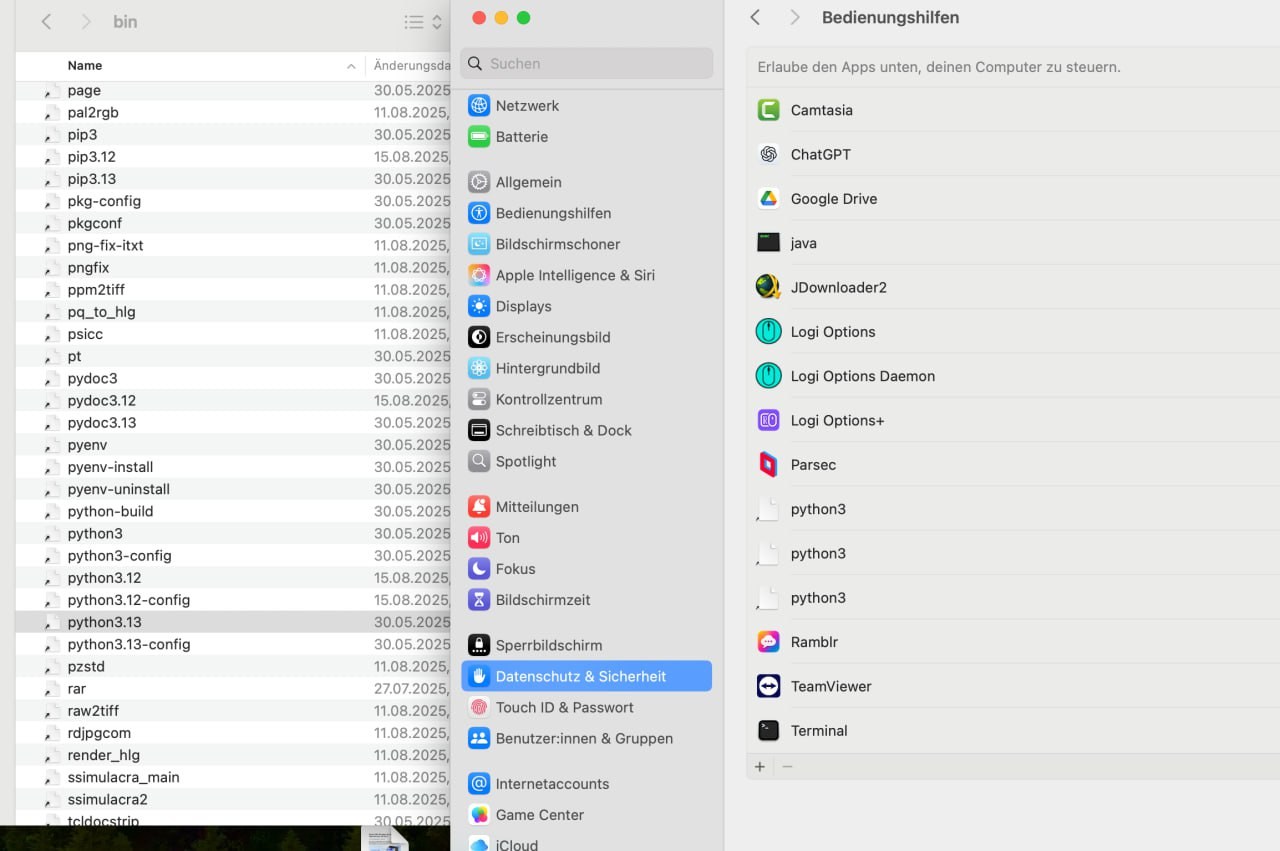 bin
Name
Änderungsda
page
30.05.2025
pal2rgb
11.08.2025,
pip3
30.05.2025
pip3.12
15.08.2025,
pip3.13
30.05.2025
pkg-config
30.05.2025
pkgconf
30.05.2025
png-fix-itxt
11.08.2025,
pngfix
11.08.2025,
ppm2tiff
11.08.2025,
pq_to_hlg
11.08.2025,
psicc
11.08.2025,
pt
30.05.2025
pydoc3
30.05.2025
pydoc3.12
15.08.2025,
pydoc3.13
30.05.2025
pyenv
30.05.2025
pyenv-install
30.05.2025
pyenv-uninstall
30.05.2025
python-build
30.05.2025
python3
30.05.2025
python3-config
30.05.2025
python3.12
15.08.2025,
python3.12-config
15.08.2025,
python3.13
30.05.2025
python3.13-config
30.05.2025
pzstd
11.08.2025,
rar
27.07.2025,
raw2tiff
11.08.2025,
rdjpgcom
11.08.2025,
render_hlg
11.08.2025,
ssimulacra_main
11.08.2025,
ssimulacra2
11.08.2025,
tcldocstrip
30.05.2025
Suchen
Netzwerk
Batterie
Allgemein
Bedienungshilfen
Bildschirmschoner
Apple Intelligence & Siri
Displays
Erscheinungsbild
Hintergrundbild
Kontrollzentrum
Schreibtisch & Dock
Spotlight
Mitteilungen
Ton
Fokus
Bildschirmzeit
Sperrbildschirm
Datenschutz & Sicherheit
Touch ID & Passwort
Benutzer:innen & Gruppen
Internetaccounts
Game Center
iCloud
Bedienungshilfen
Erlaube den Apps unten, deinen Computer zu steuern.
Camtasia
ChatGPT
Google Drive
java
JDownloader2
Logi Options
Logi Options Daemon
Logi Options+
Parsec
python3
python3
python3
Ramblr
TeamViewer
Terminal